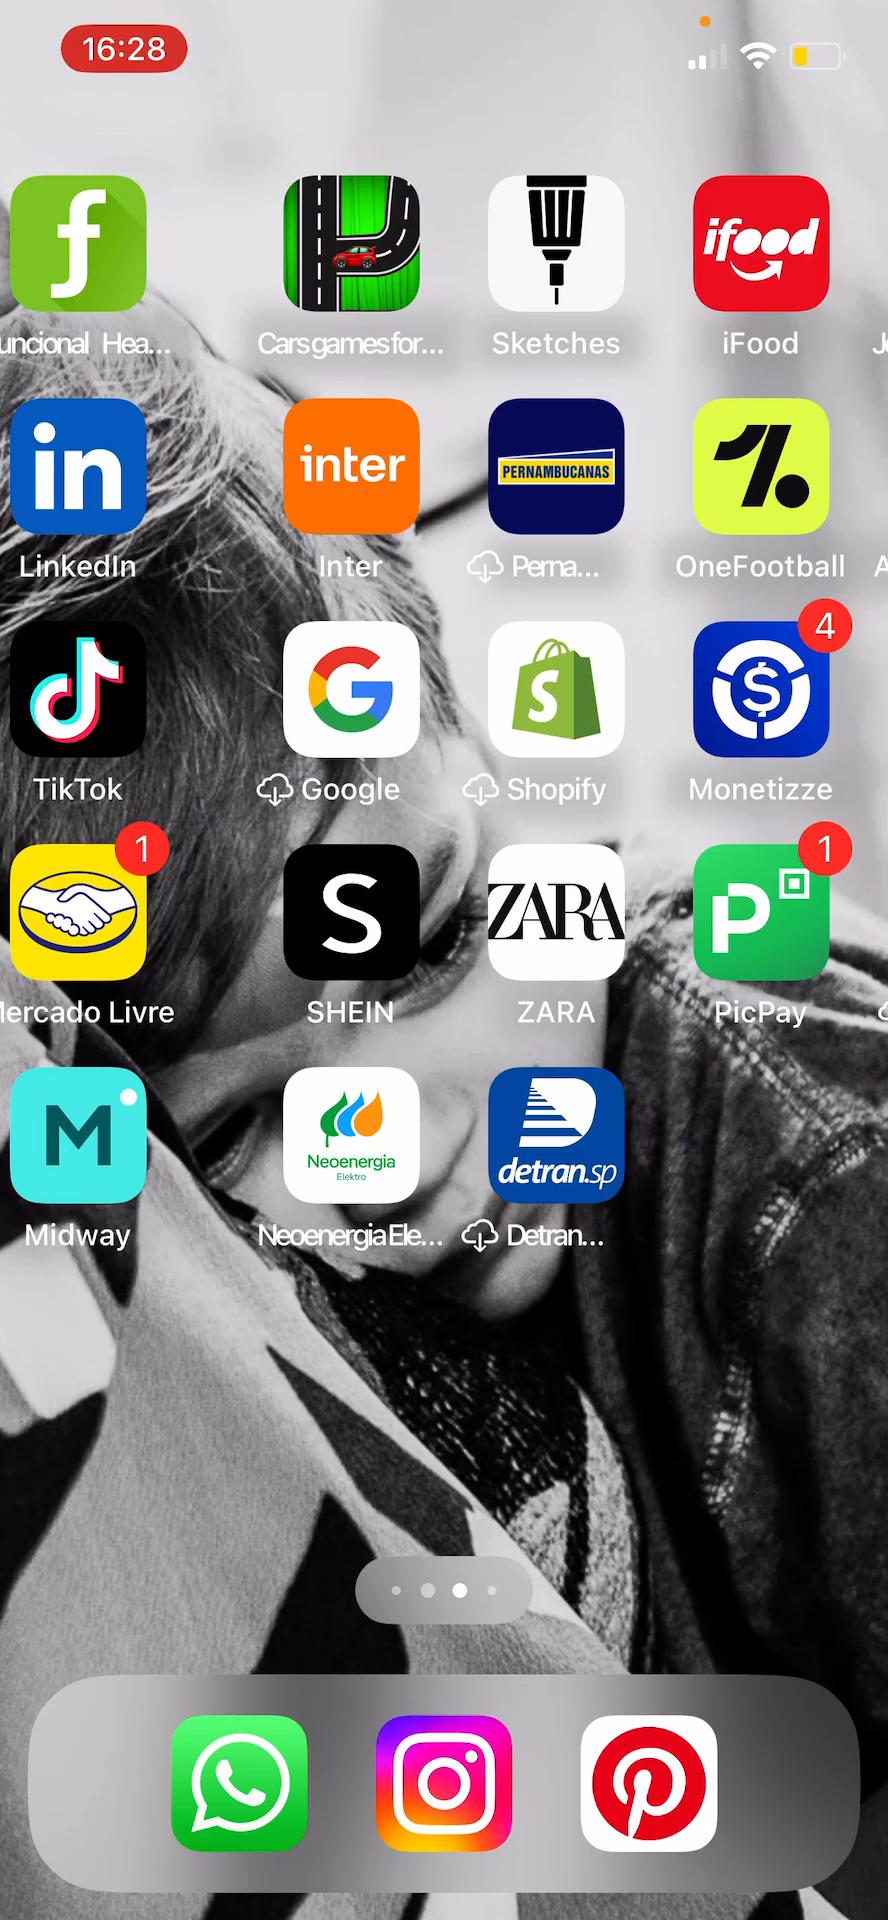 16:28
ifood
uncional Hea...
Carsgamesfor...
Sketches
iFood
in
inter
PERNAMBUCANAS
LinkedIn
Inter
Perna...
OneFootball
4
TikTok
Google
Shopify
Monetizze
1
S
ZARA
1
P
Mercado Livre
SHEIN
ZARA
PicPay
M
Neoenergia
Elektro
detran.sp
Midway
NeoenergiaEle...
Detran...